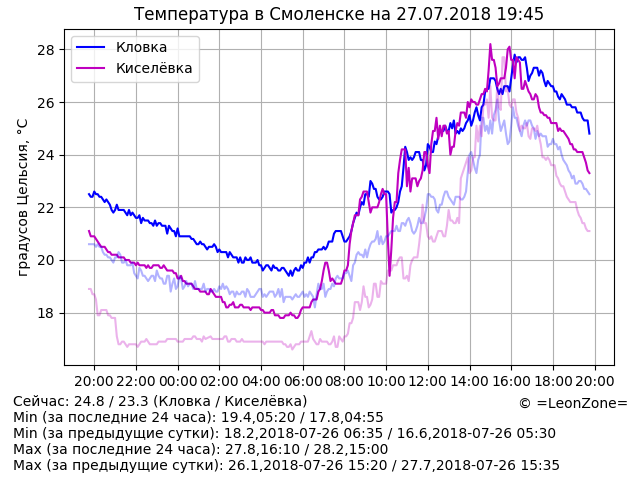 Температура в Смоленске на 27.07.2018 19:45
Кловка
Киселёвка
градусов Цельсия, °C
28
26
24
22
20
18
20:00 22:00 00:00 02:00 04:00 06:00 08:00 10:00 12:00 14:00 16:00 18:00 20:00
Сейчас: 24.8 / 23.3 (Кловка / Киселёвка)
© =LeonZone=
Min (за последние 24 часа): 19.4,05:20 / 17.8,04:55
Min (за предыдущие сутки): 18.2,2018-07-26 06:35 / 16.6,2018-07-26 05:30
Max (за последние 24 часа): 27.8,16:10 / 28.2,15:00
Max (за предыдущие сутки): 26.1,2018-07-26 15:20 / 27.7,2018-07-26 15:35